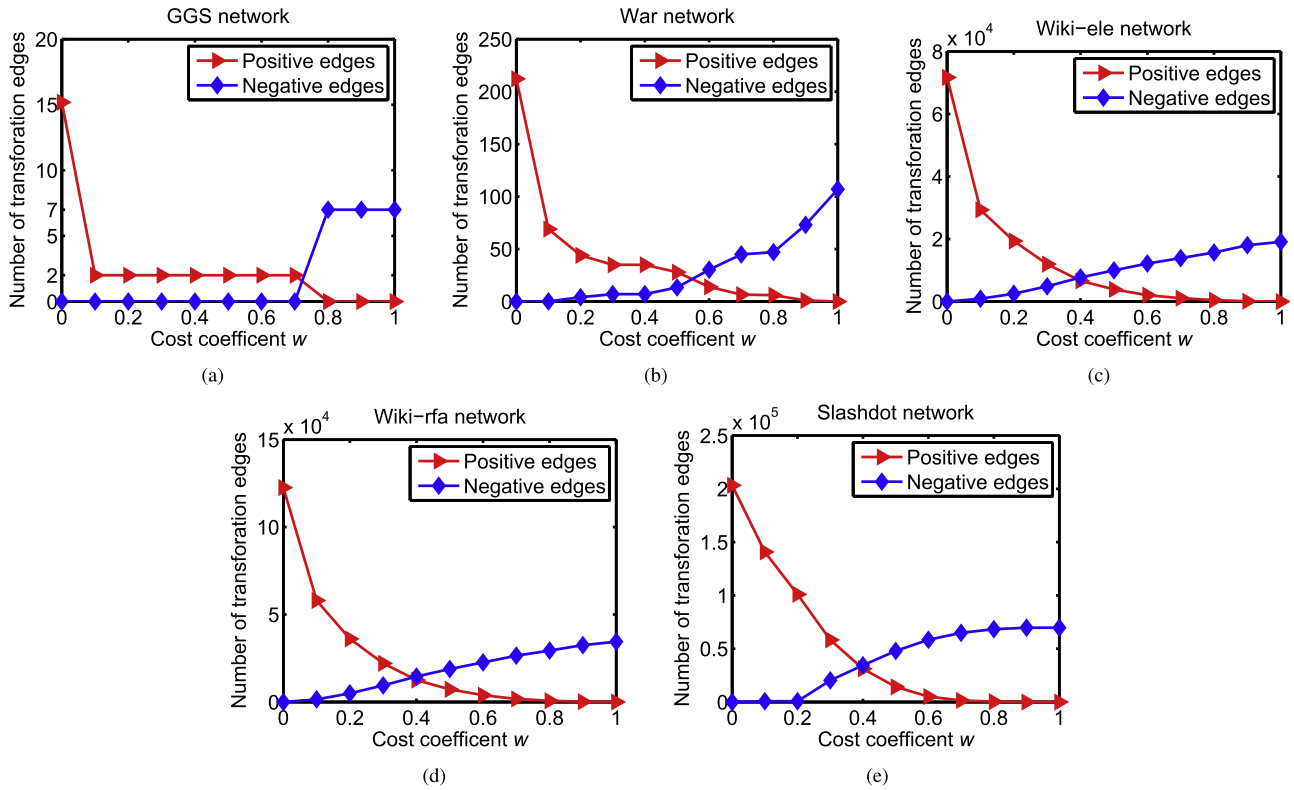 GGS network
Number of transforation edges
20
15
10
7
5
2
0
Positive edges
Negative edges
0 0.2 0.4 0.6 0.8 1
Cost coefficent w
(a)
War network
Number of transforation edges
250
200
150
100
50
0
Positive edges
Negative edges
0 0.2 0.4 0.6 0.8 1
Cost coefficent w
(b)
Wiki−ele network
x 10^4
Number of transforation edges
8
6
4
2
0
Positive edges
Negative edges
0 0.2 0.4 0.6 0.8 1
Cost coefficent w
(c)
Wiki−rfa network
x 10^4
Number of transforation edges
15
10
5
0
Positive edges
Negative edges
0 0.2 0.4 0.6 0.8 1
Cost coefficent w
(d)
Slashdot network
x 10^5
Number of transforation edges
2.5
2
1.5
1
0.5
0
Positive edges
Negative edges
0 0.2 0.4 0.6 0.8 1
Cost coefficent w
(e)